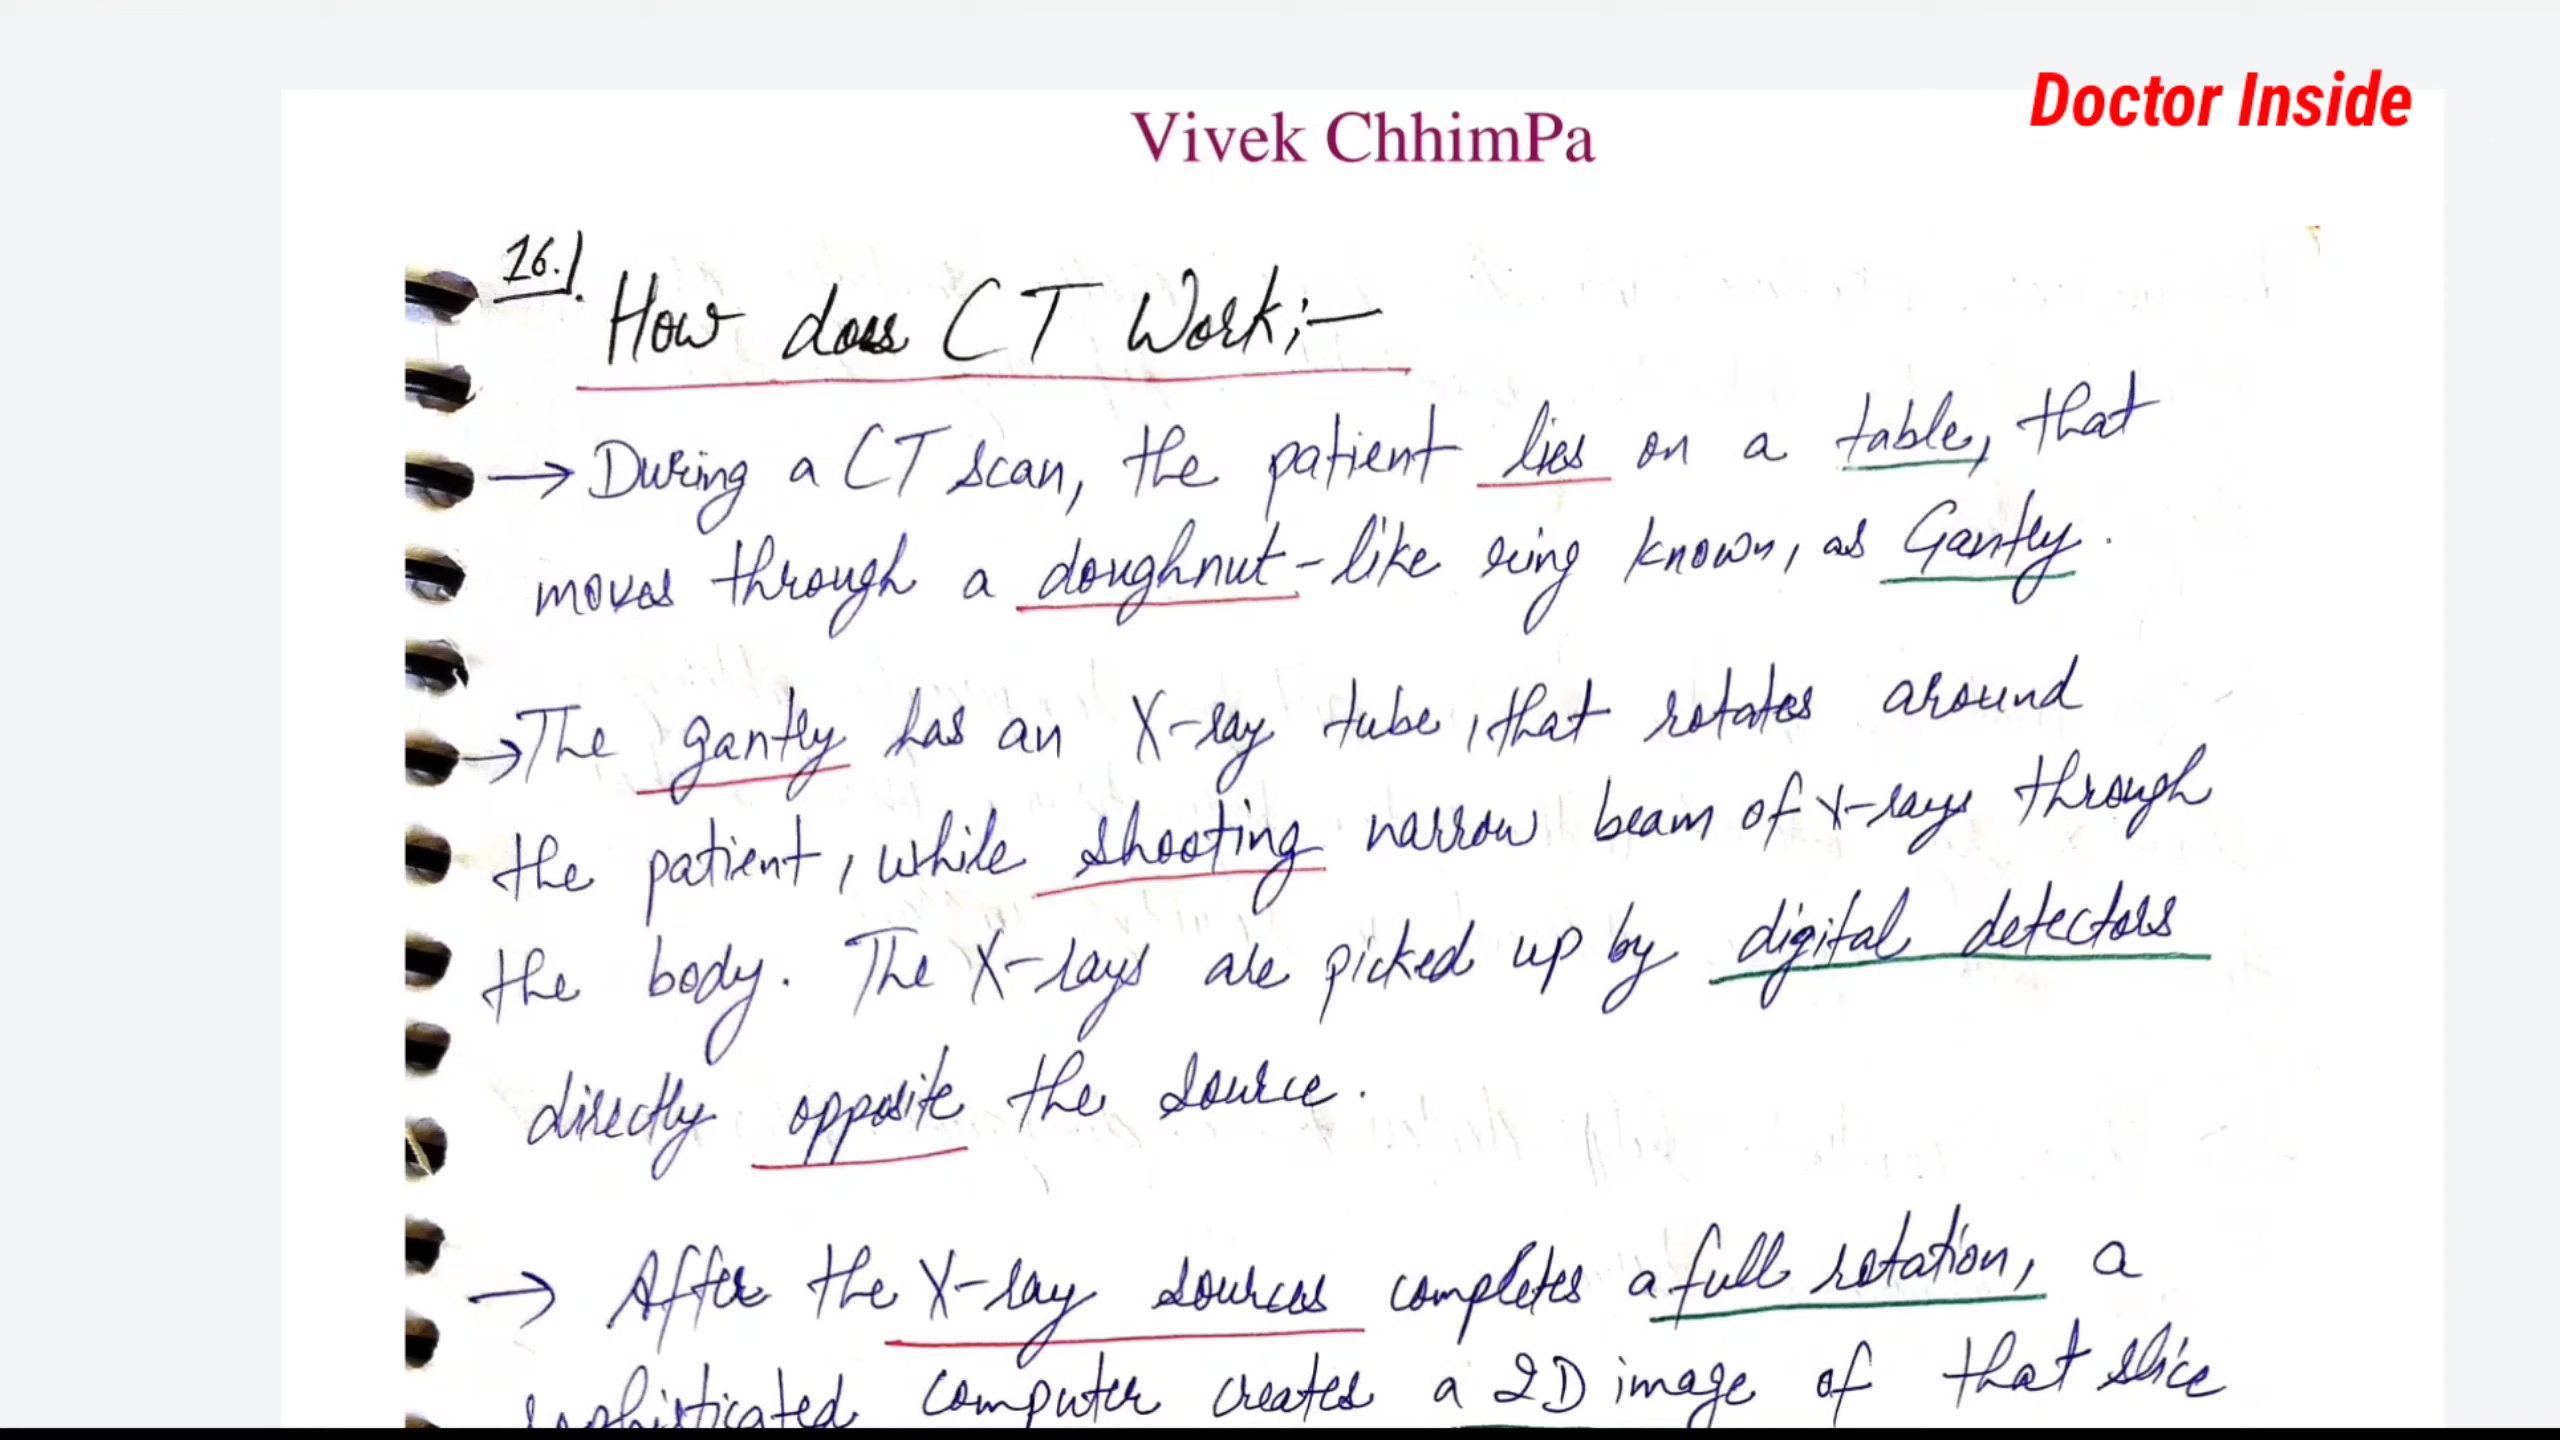 Doctor Inside
Vivek ChhimPa
16.)
How does CT Work:-
→ During a CT scan, the patient lies on a table, that
moves through a doughnut-like ring known, as Gantry.
→ The gantry has an X-ray tube, that rotates around
the patient, while shooting narrow beam of X-rays through
the body. The X-rays are picked up by digital detectors
directly opposite the source.
→ After the X-ray sources completes a full rotation, a
sophisticated computer creates a 2D image of that slice